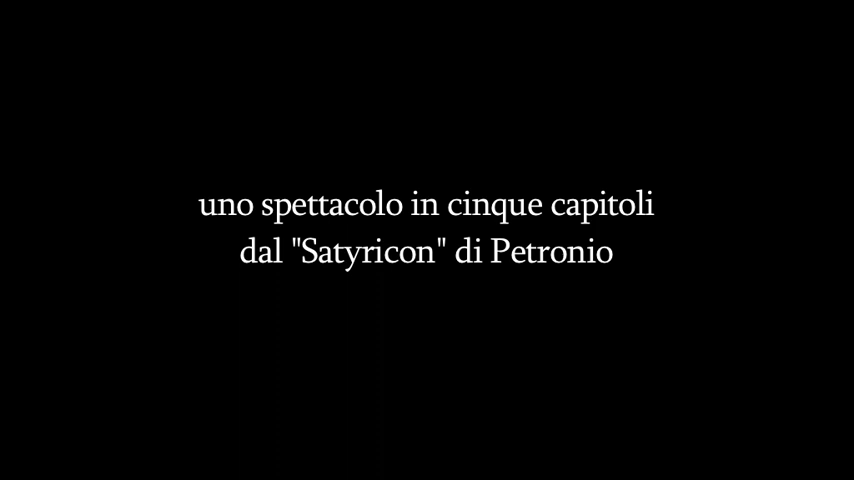 uno spettacolo in cinque capitoli
dal "Satyricon" di Petronio